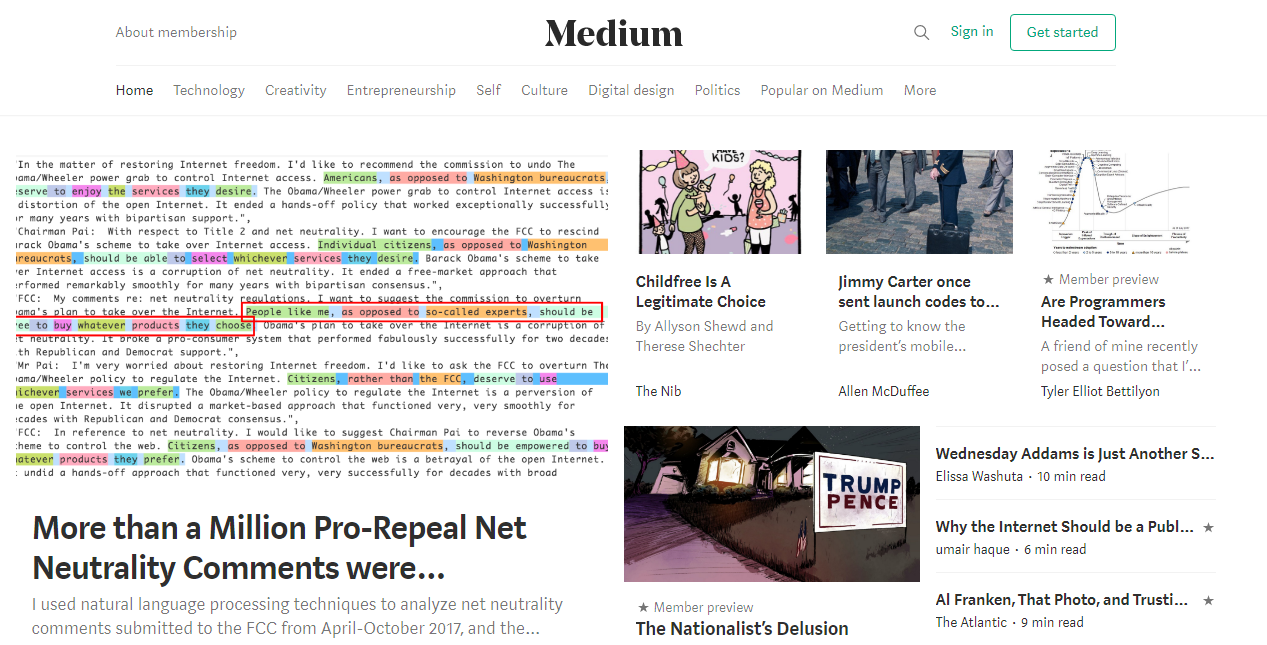 About membership
Medium
Sign in
Get started
Home Technology Creativity Entrepreneurship Self Culture Digital design Politics Popular on Medium More
'In the matter of restoring Internet freedom. I'd like to recommend the commission to undo The
ama/Wheeler power grab to control Internet access. Americans, as opposed to Washington bureaucrats,
serve to enjoy the services they desire. The Obama/Wheeler power grab to control Internet access is
distortion of the open Internet. It ended a hands-off policy that worked exceptionally successfully
r many years with bipartisan support.",
'Chairman Pai: With respect to Title 2 and net neutrality. I want to encourage the FCC to rescind
rack Obama's scheme to take over Internet access. Individual citizens, as opposed to Washington
reaucrats, should be able to select whichever services they desire. Barack Obama's scheme to take
er Internet access is a corruption of net neutrality. It ended a free-market approach that
rformed remarkably smoothly for many years with bipartisan consensus.",
'FCC: My comments re: net neutrality regulations. I want to suggest the commission to overturn
ama's plan to take over the Internet. People like me, as opposed to so-called experts, should be
ee to buy whatever products they choose. Obama's plan to take over the Internet is a corruption of
t neutrality. It broke a pro-consumer system that performed fabulously successfully for two decades
th Republican and Democrat support.",
'Mr Pai: I'm very worried about restoring Internet freedom. I'd like to ask the FCC to overturn The
ama/Wheeler policy to regulate the Internet. Citizens, rather than the FCC, deserve to use
ichever services we prefer. The Obama/Wheeler policy to regulate the Internet is a perversion of
e open Internet. It disrupted a market-based approach that functioned very, very smoothly for
cades with Republican and Democrat consensus.",
'FCC: In reference to net neutrality. I would like to suggest Chairman Pai to reverse Obama's
heme to control the web. Citizens, as opposed to Washington bureaucrats, should be empowered to buy
atever products they prefer. Obama's scheme to control the web is a betrayal of the open Internet.
undid a hands-off approach that functioned very, very successfully for decades with broad
More than a Million Pro-Repeal Net
Neutrality Comments were...
I used natural language processing techniques to analyze net neutrality
comments submitted to the FCC from April-October 2017, and the...
KIDS?
Childfree Is A
Legitimate Choice
By Allyson Shewd and
Therese Shechter
The Nib
Jimmy Carter once
sent launch codes to...
Getting to know the
president's mobile...
Allen McDuffee
★ Member preview
Are Programmers
Headed Toward...
A friend of mine recently
posed a question that I'...
Tyler Elliot Bettilyon
TRUMP
PENCE
★ Member preview
The Nationalist's Delusion
Wednesday Addams is Just Another S...
Elissa Washuta · 10 min read
Why the Internet Should be a Publ... ★
umair haque · 6 min read
Al Franken, That Photo, and Trusti... ★
The Atlantic · 9 min read